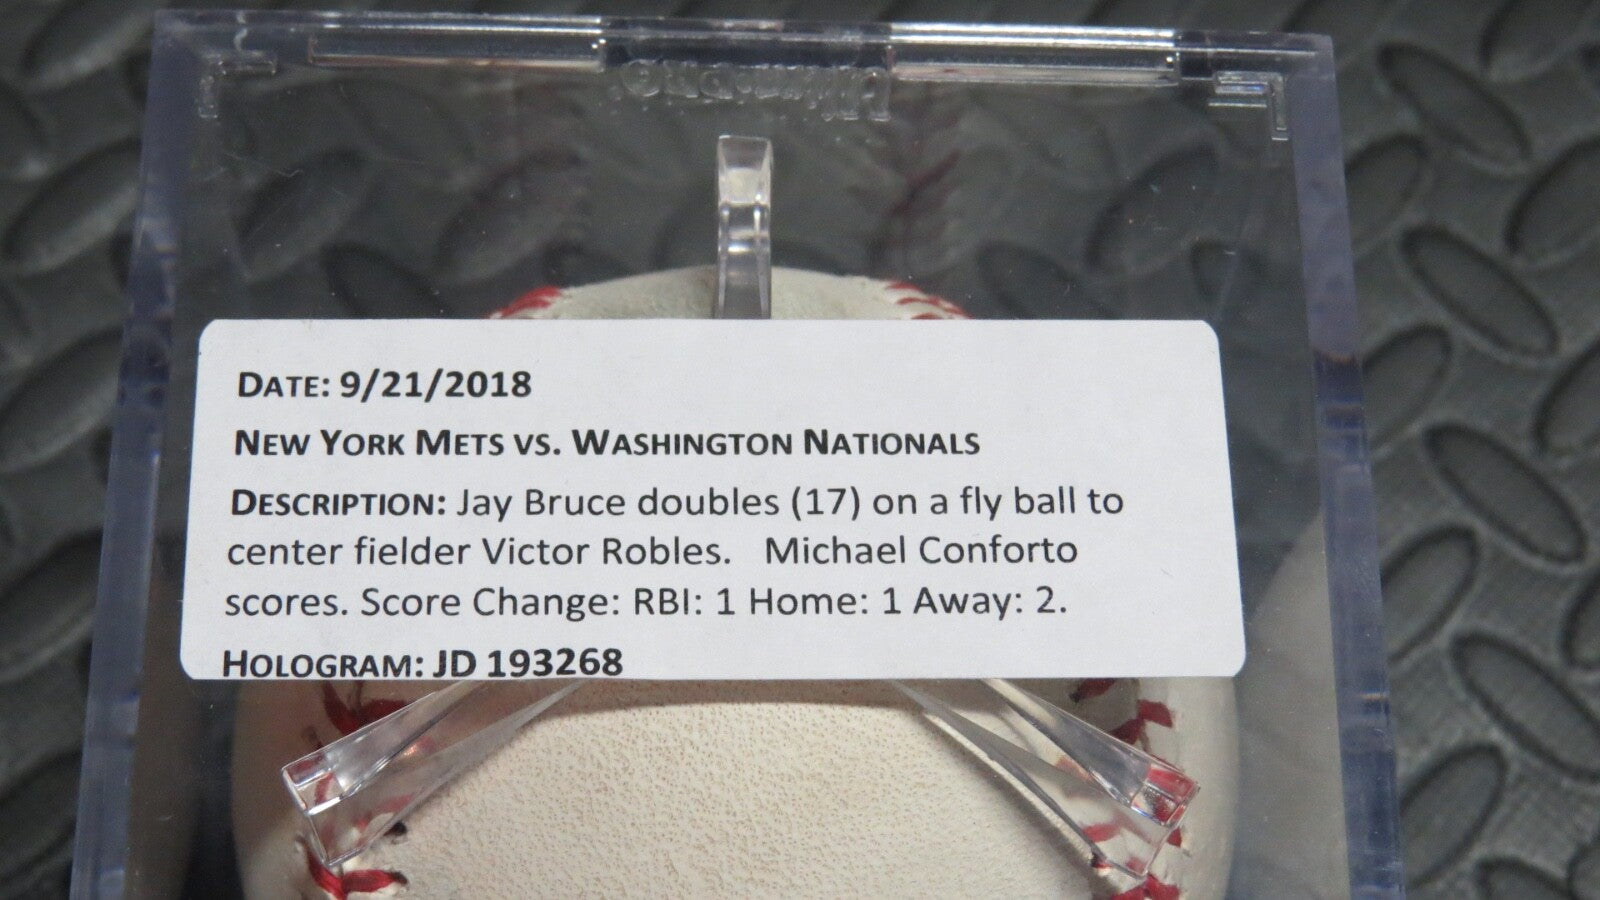 DATE: 9/21/2018
NEW YORK METS VS. WASHINGTON NATIONALS
DESCRIPTION: Jay Bruce doubles (17) on a fly ball to
center fielder Victor Robles.   Michael Conforto
scores. Score Change: RBI: 1 Home: 1 Away: 2.
HOLOGRAM: JD 193268